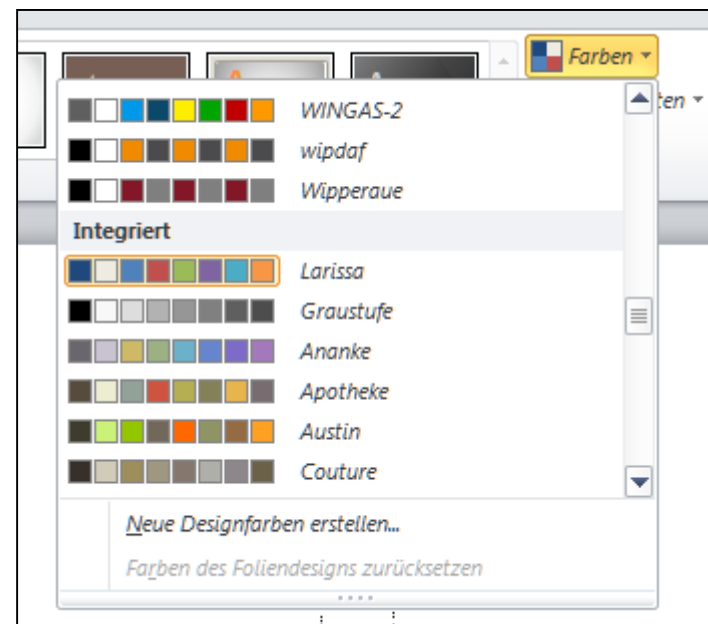 Farben
ten
WINGAS-2
wipdaf
Wipperaue
Integriert
Larissa
Graustufe
Ananke
Apotheke
Austin
Couture
Neue Designfarben erstellen...
Farben des Foliendesigns zurücksetzen